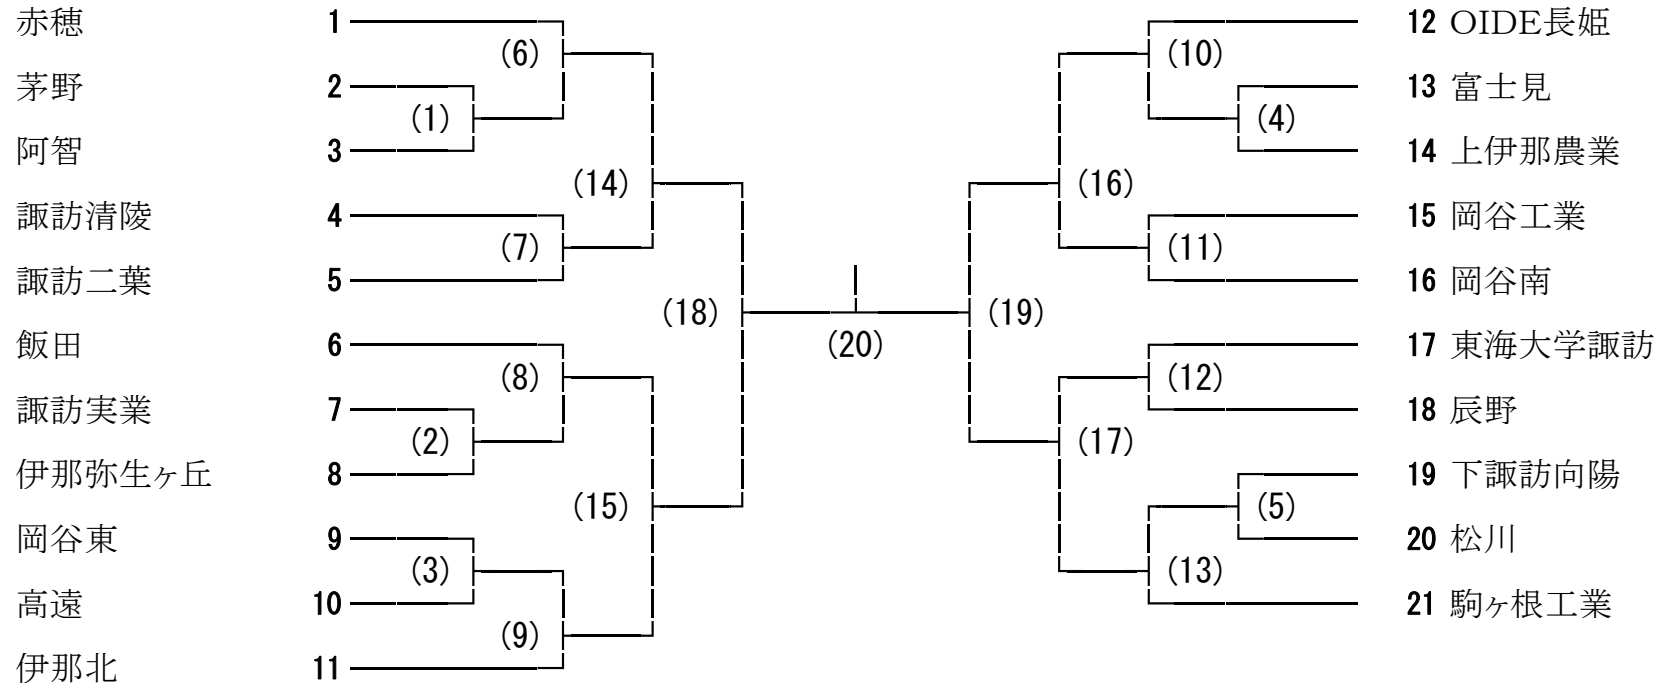 赤穂 1 12 OIDE長姫
(6) (10)
茅野 2 13 富士見
(1) (4)
阿智 3 14 上伊那農業
(14) (16)
諏訪清陵 4 15 岡谷工業
(7) (11)
諏訪二葉 5 16 岡谷南
(18) (19)
飯田 6 (20) 17 東海大学諏訪
(8) (12)
諏訪実業 7 18 辰野
(2) (17)
伊那弥生ヶ丘 8 19 下諏訪向陽
(15) (5)
岡谷東 9 20 松川
(3) (13)
高遠 10 21 駒ヶ根工業
(9)
伊那北 11